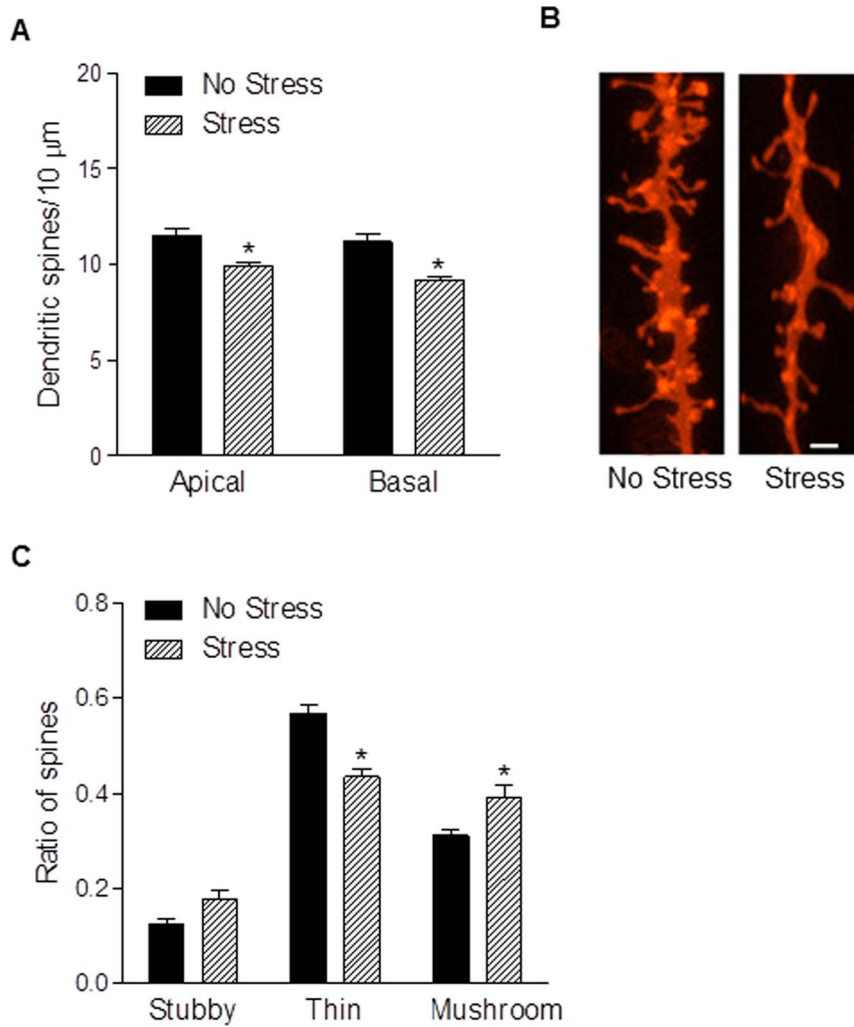 A
B
20
15
10
5
0
Dendritic spines/10 μm
No Stress
Stress
*
*
Apical
Basal
No Stress
Stress
C
0.8
0.6
0.4
0.2
0.0
Ratio of spines
No Stress
Stress
*
*
Stubby
Thin
Mushroom